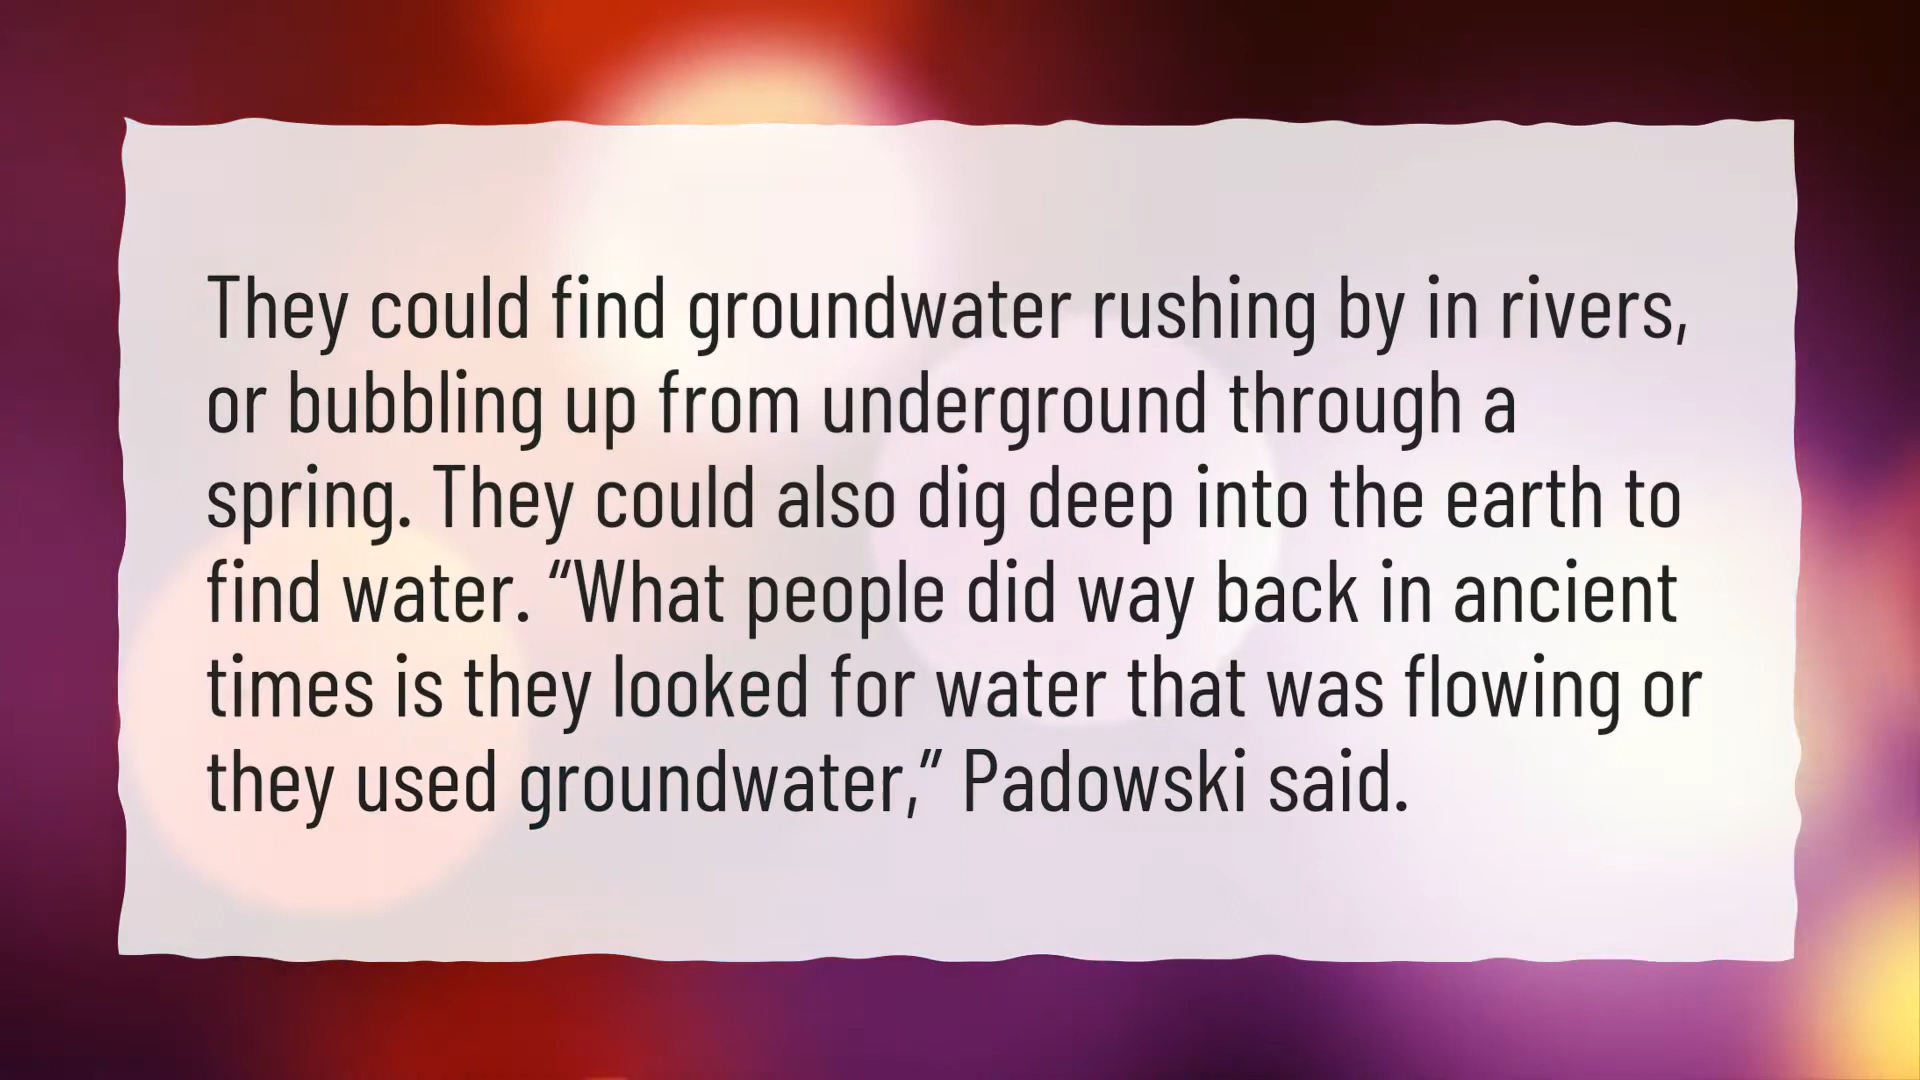 They could find groundwater rushing by in rivers,
or bubbling up from underground through a
spring. They could also dig deep into the earth to
find water. “What people did way back in ancient
times is they looked for water that was flowing or
they used groundwater,” Padowski said.